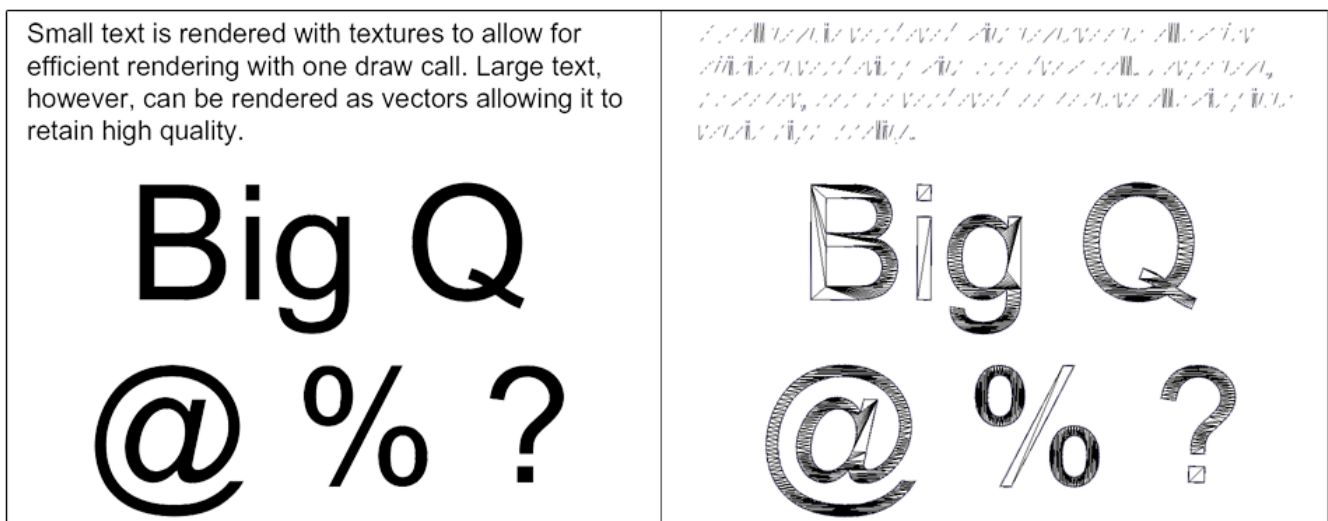 Small text is rendered with textures to allow for
efficient rendering with one draw call. Large text,
however, can be rendered as vectors allowing it to
retain high quality.
Big Q
@ % ?
Big Q
@ % ?